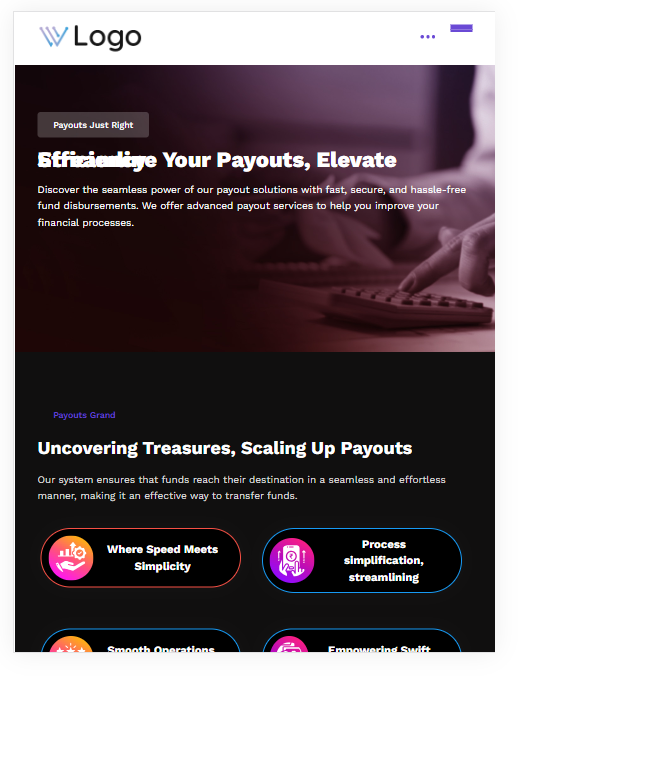 Logo
Payouts Just Right
Your Payouts, Elevate
Efficiency
Discover the seamless power of our payout solutions with fast, secure, and hassle-free
fund disbursements. We offer advanced payout services to help you improve your
financial processes.
Payouts Grand
Uncovering Treasures, Scaling Up Payouts
Our system ensures that funds reach their destination in a seamless and effortless
manner, making it an effective way to transfer funds.
Where Speed Meets
Simplicity
Process
simplification,
streamlining
Smooth Operations
Empowering Swift